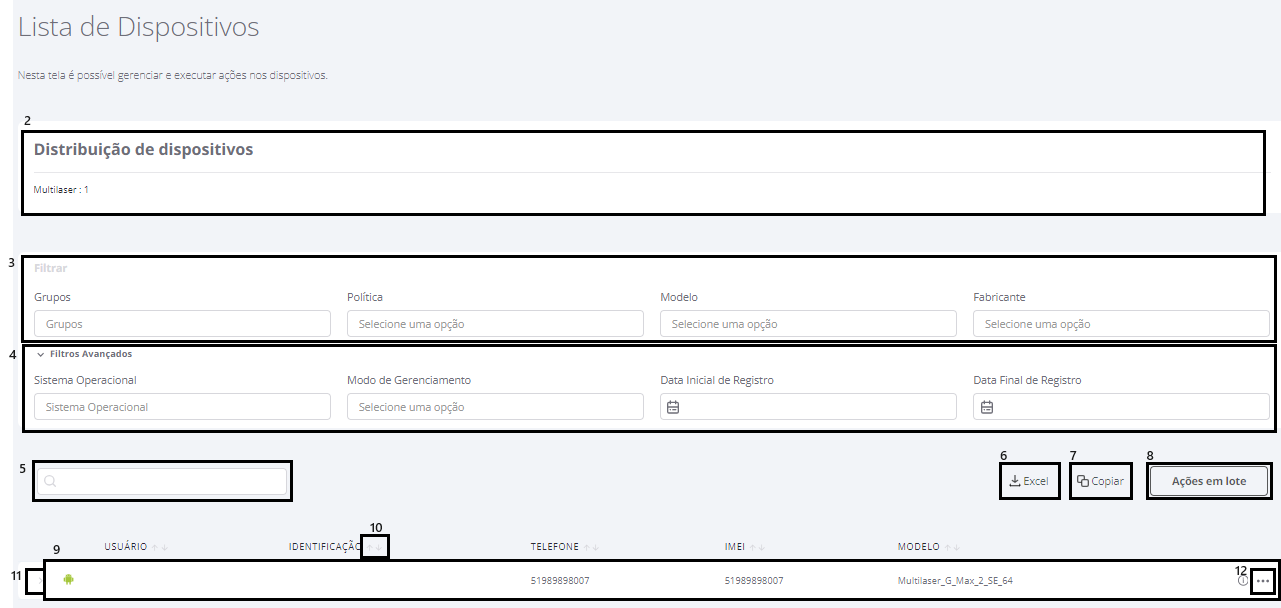 Lista de Dispositivos
Nesta tela é possível gerenciar e executar ações nos dispositivos.
2
Distribuição de dispositivos
Multilaser : 1
3
Filtrar
Grupos Política Modelo Fabricante
Grupos Selecione uma opção Selecione uma opção Selecione uma opção
4
Filtros Avançados
Sistema Operacional Modo de Gerenciamento Data Inicial de Registro Data Final de Registro
Sistema Operacional Selecione uma opção
5 6 7 8
Excel Copiar Ações em lote
9 10
USUÁRIO IDENTIFICAÇÃO TELEFONE IMEI MODELO
11 12
51989898007 51989898007 Multilaser_G_Max_2_SE_64